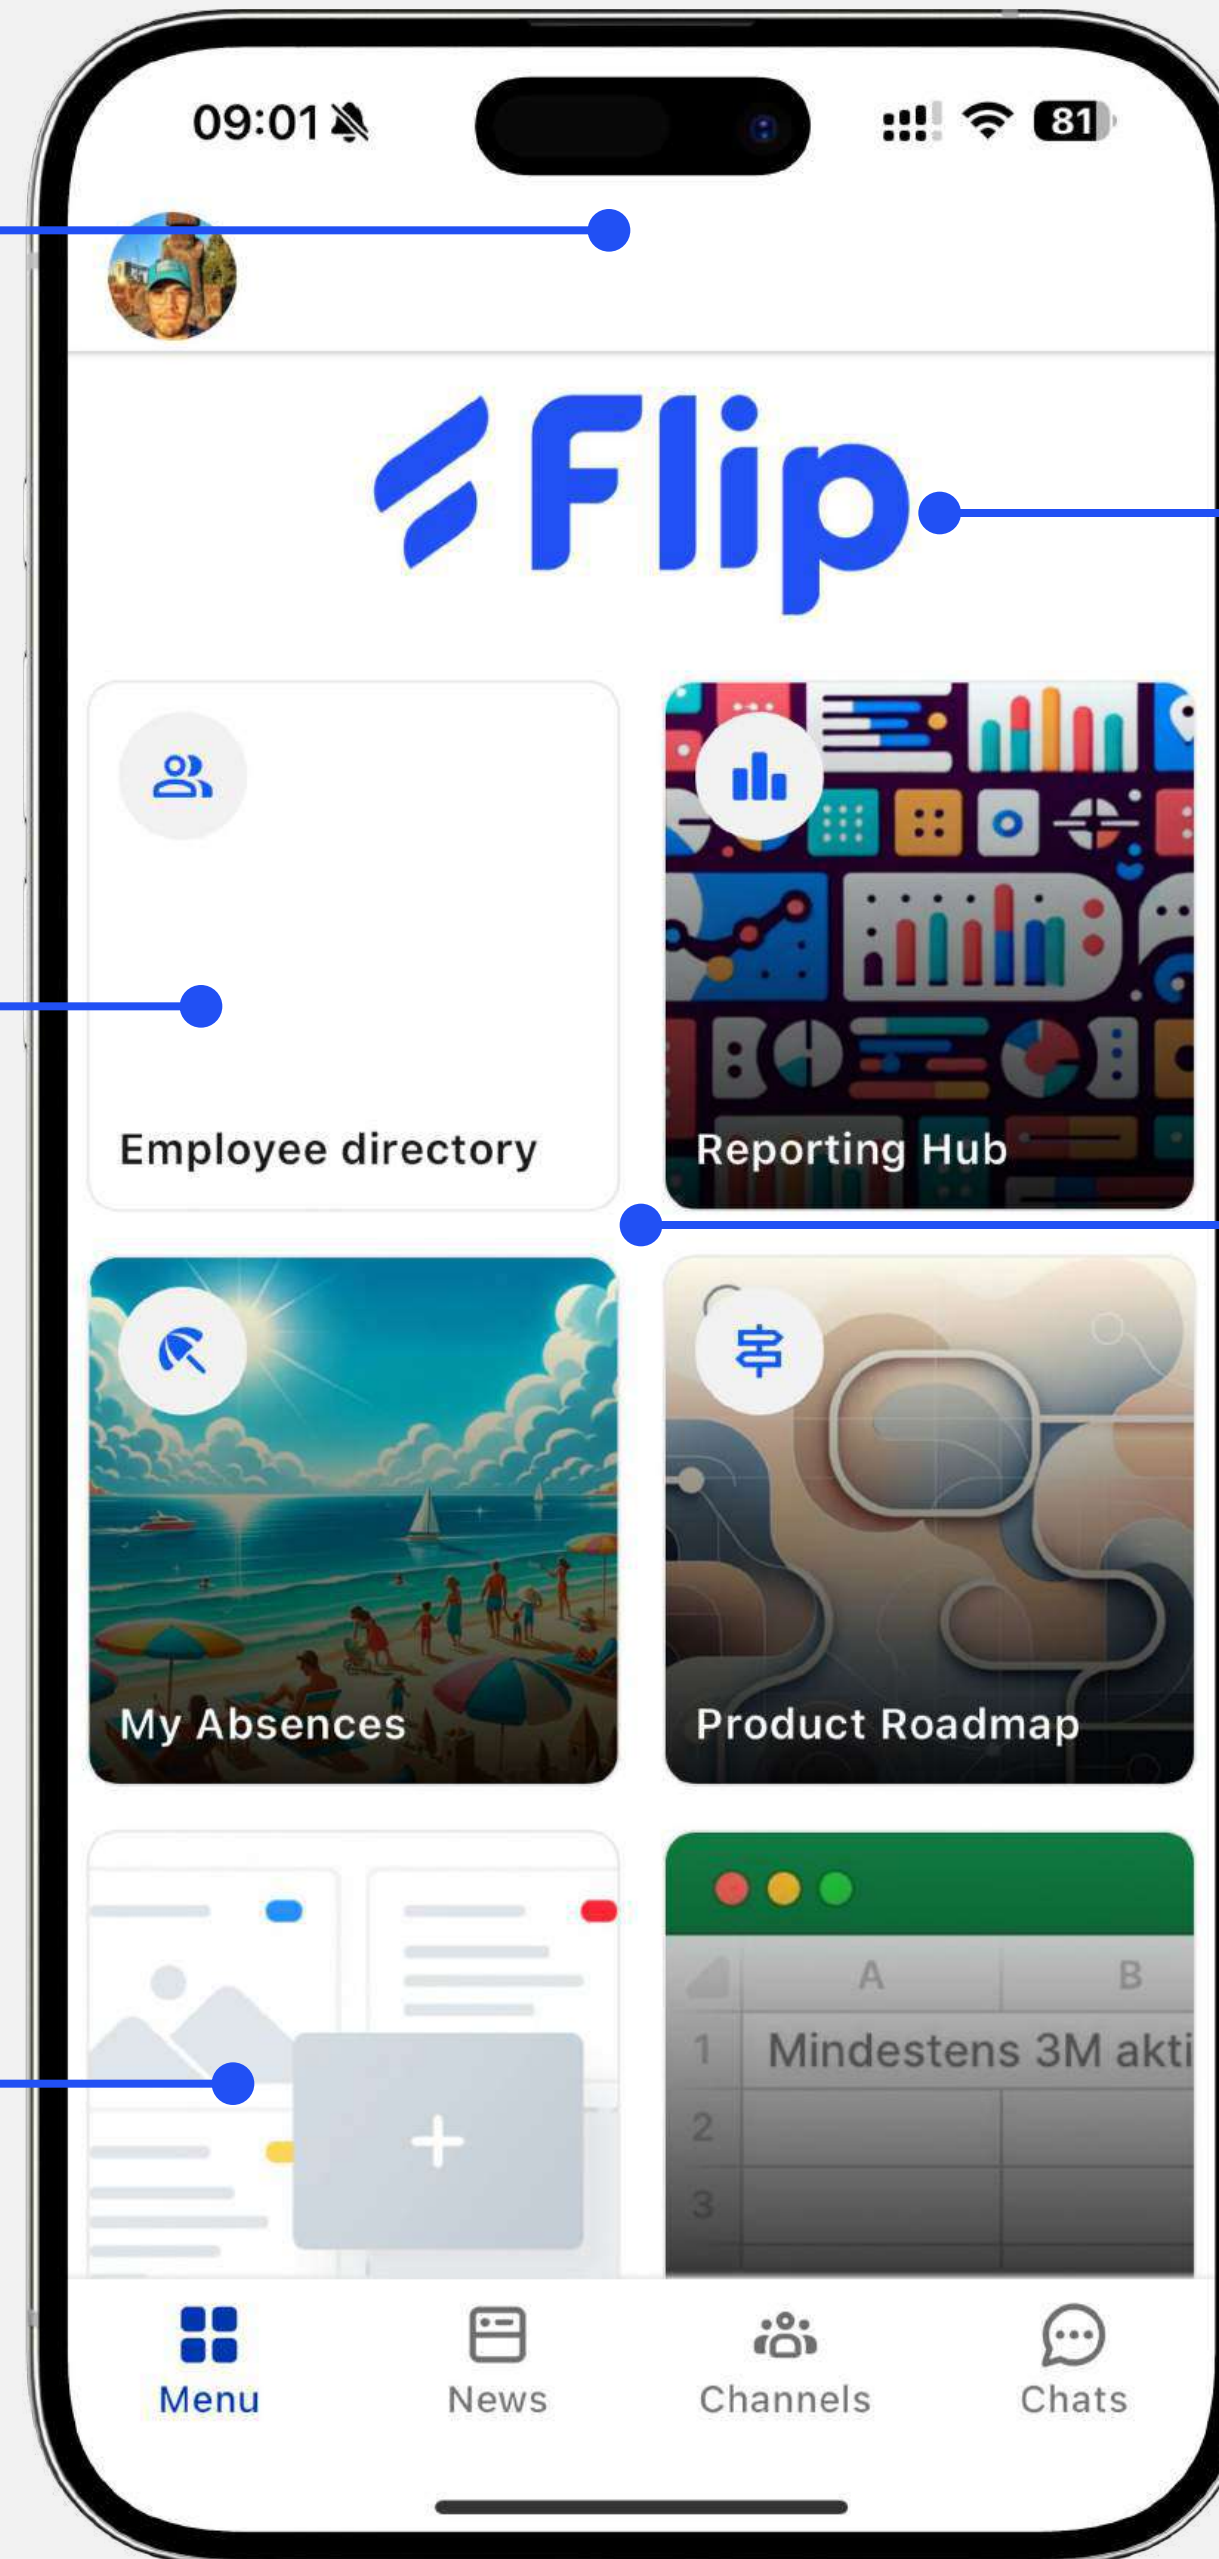 09:01
81
Flip
Employee directory
Reporting Hub
My Absences
Product Roadmap
A B
1 Mindestens 3M akti
2
3
Menu News Channels Chats